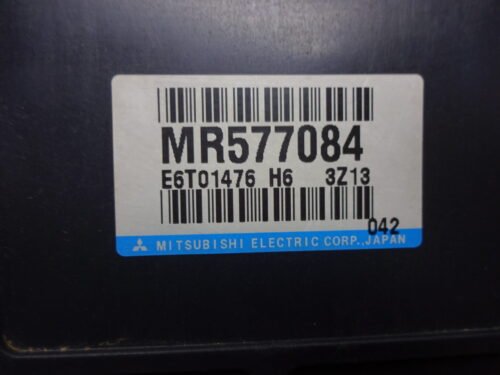 MR577084
E6T01476 H6 3Z13
042
MITSUBISHI ELECTRIC CORP., JAPAN